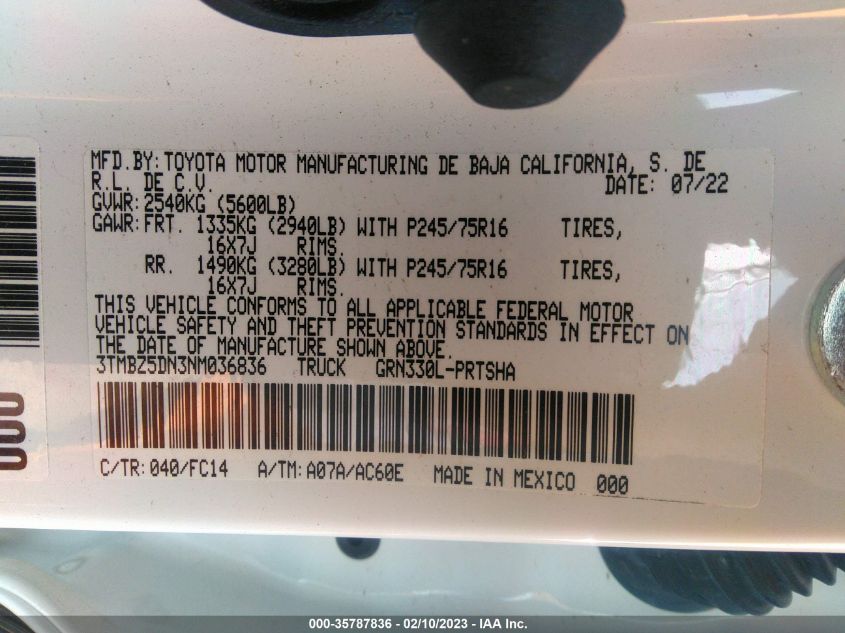 MFD.BY: TOYOTA MOTOR MANUFACTURING DE BAJA CALIFORNIA, S. DE
R.L. DE C.V. DATE: 07/22
GVWR: 2540KG (5600LB)
GAWR: FRT. 1335KG (2940LB) WITH P245/75R16 TIRES,
16X7J RIMS.
RR. 1490KG (3280LB) WITH P245/75R16 TIRES,
16X7J RIMS.
THIS VEHICLE CONFORMS TO ALL APPLICABLE FEDERAL MOTOR
VEHICLE SAFETY AND THEFT PREVENTION STANDARDS IN EFFECT ON
THE DATE OF MANUFACTURE SHOWN ABOVE.
3TMBZ5DN3NM036836 TRUCK GRN330L-PRTSHA
C/TR: 040/FC14 A/TM: A07A/AC60E MADE IN MEXICO 000
000
000-35787836 - 02/10/2023 - IAA Inc.